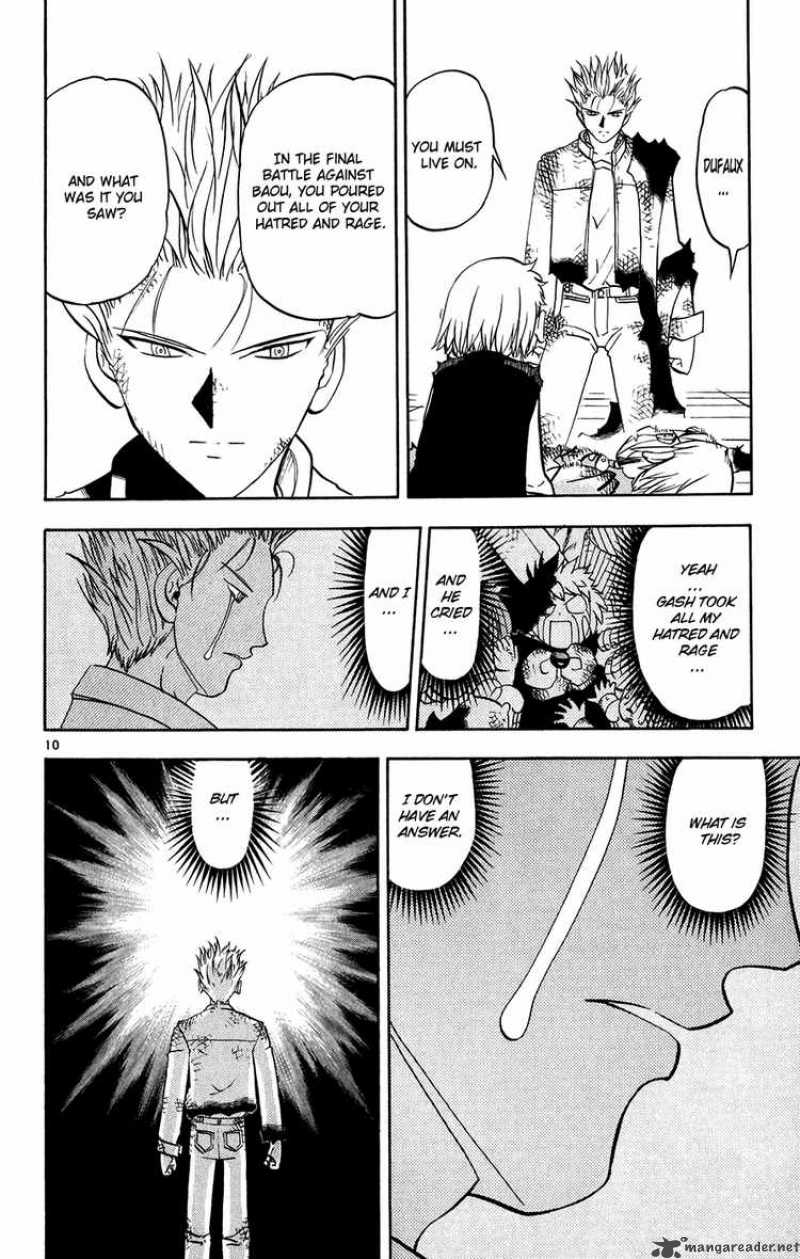 DUFAUX
...
YOU MUST
LIVE ON.
IN THE FINAL
BATTLE AGAINST
BAOU, YOU POURED
OUT ALL OF YOUR
HATRED AND RAGE.
AND WHAT
WAS IT YOU
SAW?
YEAH
...
GASH TOOK
ALL MY
HATRED AND
RAGE
...
AND
HE
CRIED
...
AND I
...
10
WHAT IS
THIS?
I DON'T
HAVE AN
ANSWER.
BUT
...
mangareader.net